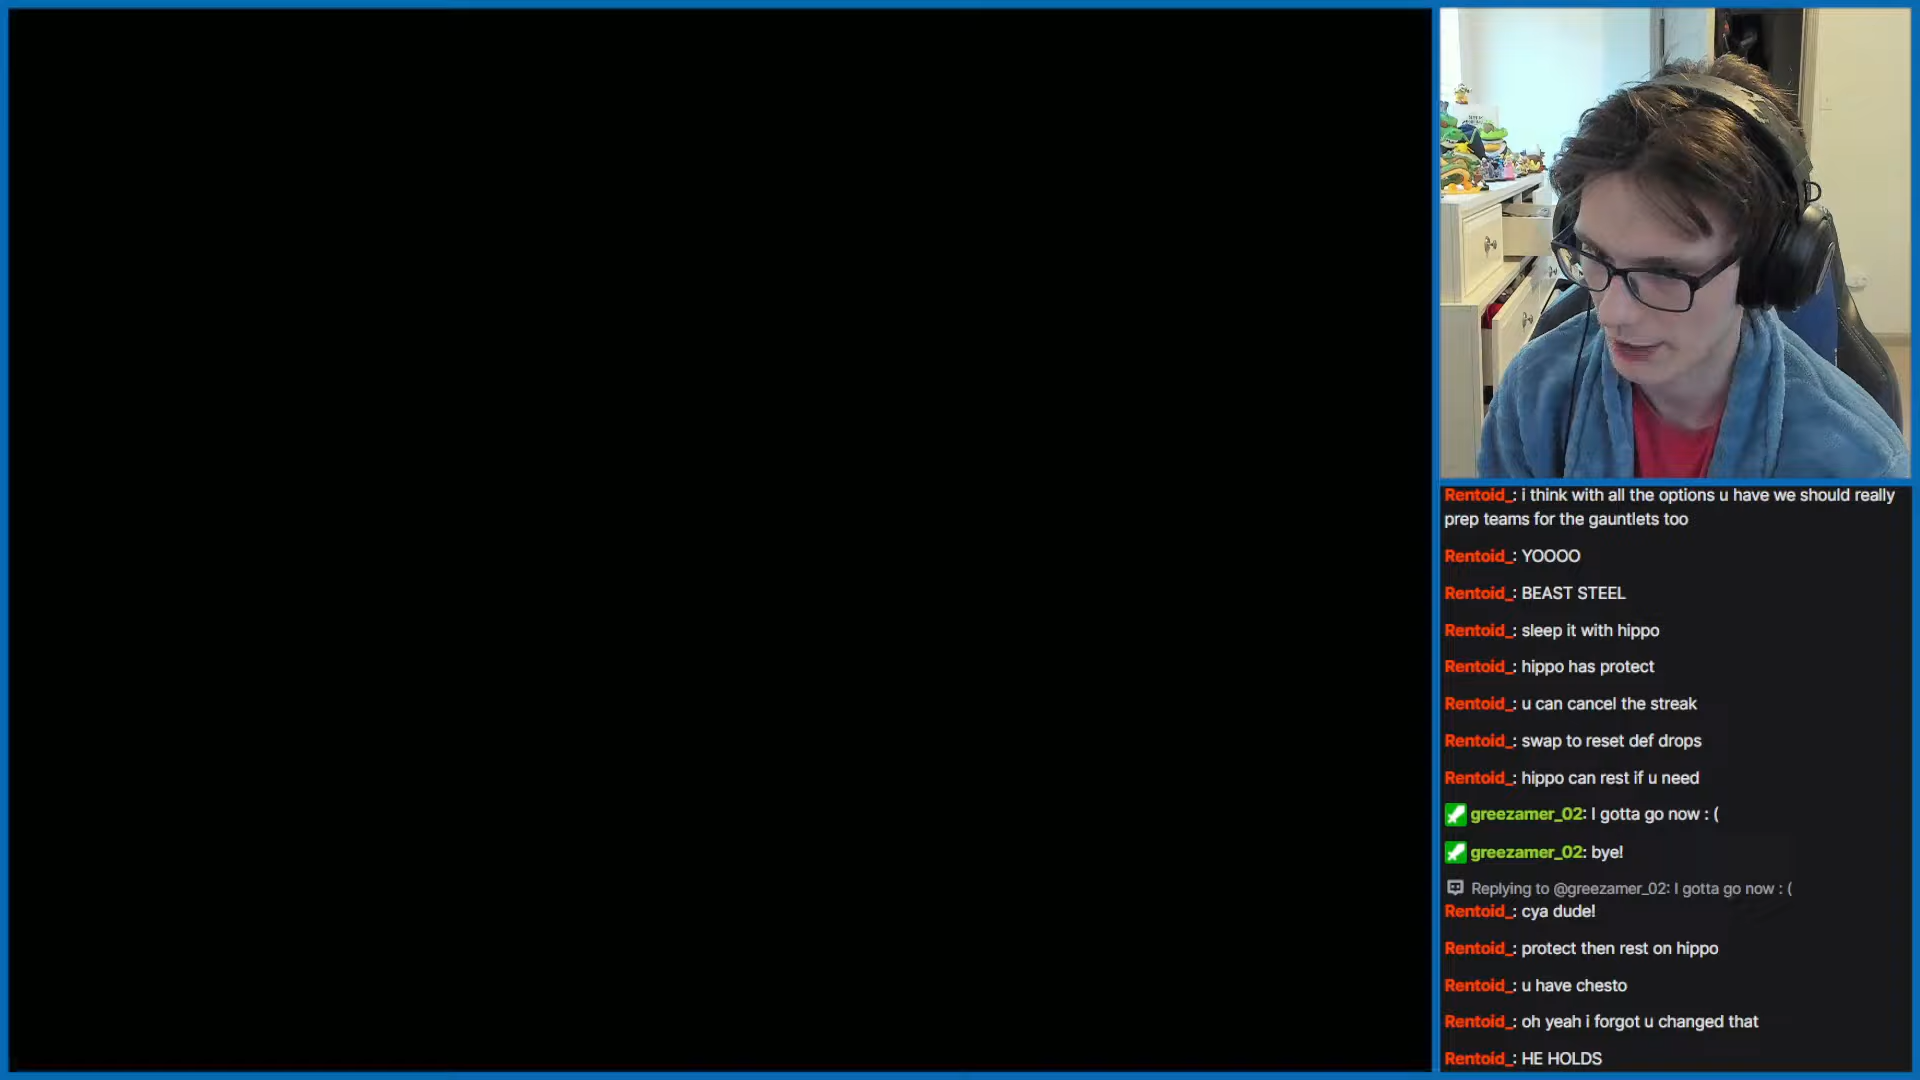 Rentoid_: i think with all the options u have we should really
prep teams for the gauntlets too
Rentoid_: YOOOO
Rentoid_: BEAST STEEL
Rentoid_: sleep it with hippo
Rentoid_: hippo has protect
Rentoid_: u can cancel the streak
Rentoid_: swap to reset def drops
Rentoid_: hippo can rest if u need
greezamer_02: I gotta go now : (
greezamer_02: bye!
Replying to @greezamer_02: I gotta go now : (
Rentoid_: cya dude!
Rentoid_: protect then rest on hippo
Rentoid_: u have chesto
Rentoid_: oh yeah i forgot u changed that
Rentoid_: HE HOLDS